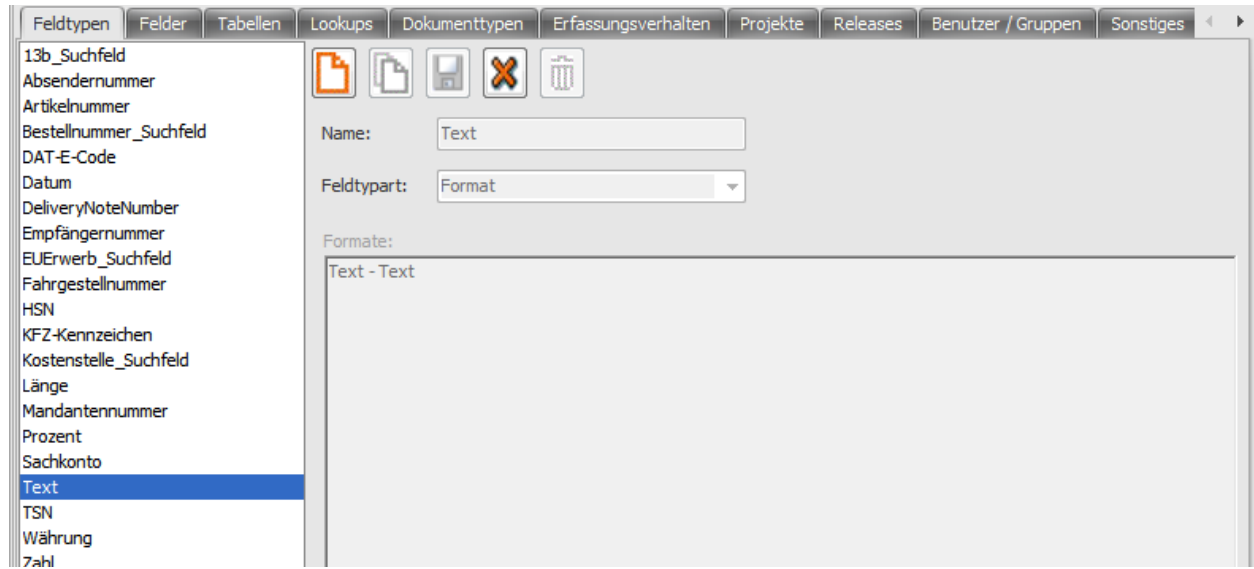 Feldtypen Felder Tabellen Lookups Dokumenttypen Erfassungsverhalten Projekte Releases Benutzer / Gruppen Sonstiges
13b_Suchfeld
Absendernummer
Artikelnummer
Bestellnummer_Suchfeld
DAT-E-Code
Datum
DeliveryNoteNumber
Empfängernummer
EUErwerb_Suchfeld
Fahrgestellnummer
HSN
KFZ-Kennzeichen
Kostenstelle_Suchfeld
Länge
Mandantennummer
Prozent
Sachkonto
Text
TSN
Währung
Zahl
Name: Text
Feldtypart: Format
Formate:
Text - Text